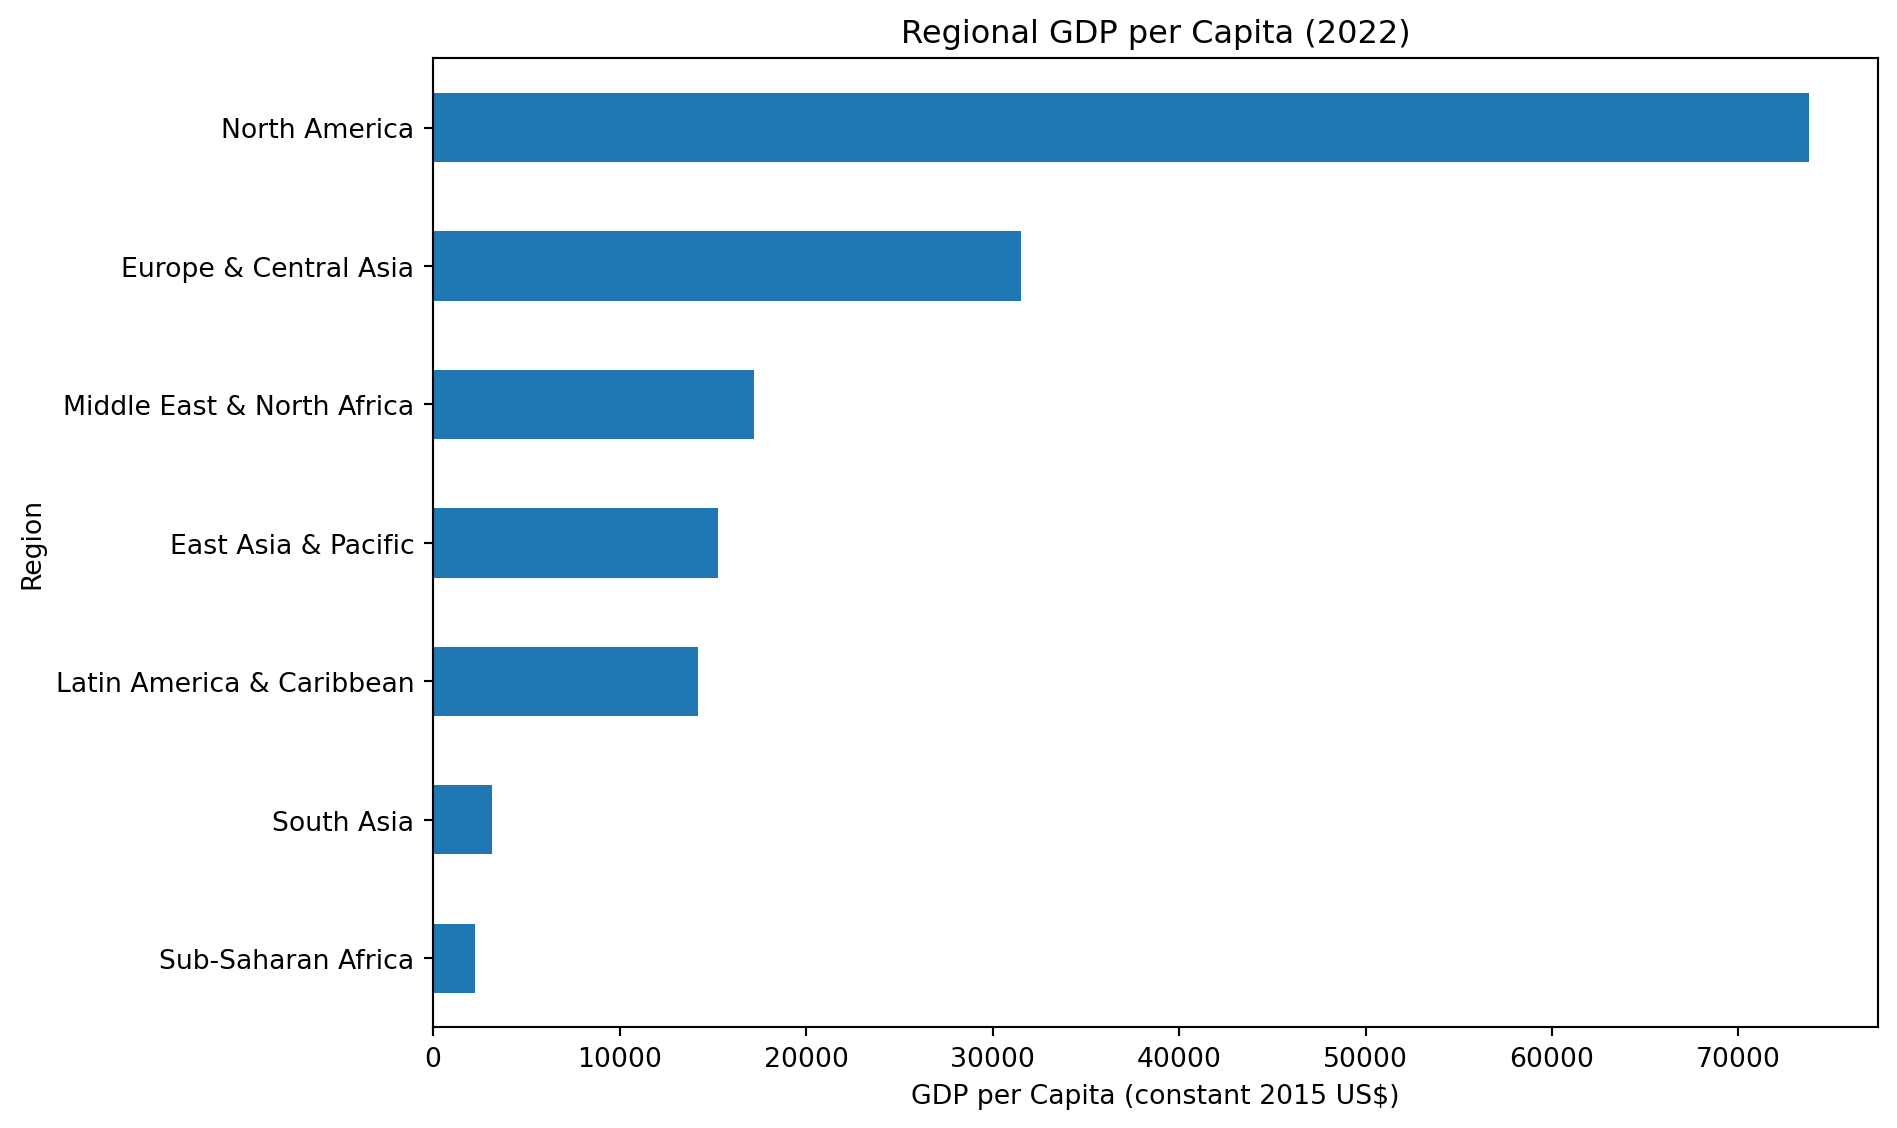 Regional GDP per Capita (2022)
North America
Europe & Central Asia
Middle East & North Africa
East Asia & Pacific
Latin America & Caribbean
South Asia
Sub-Saharan Africa
Region
0 10000 20000 30000 40000 50000 60000 70000
GDP per Capita (constant 2015 US$)